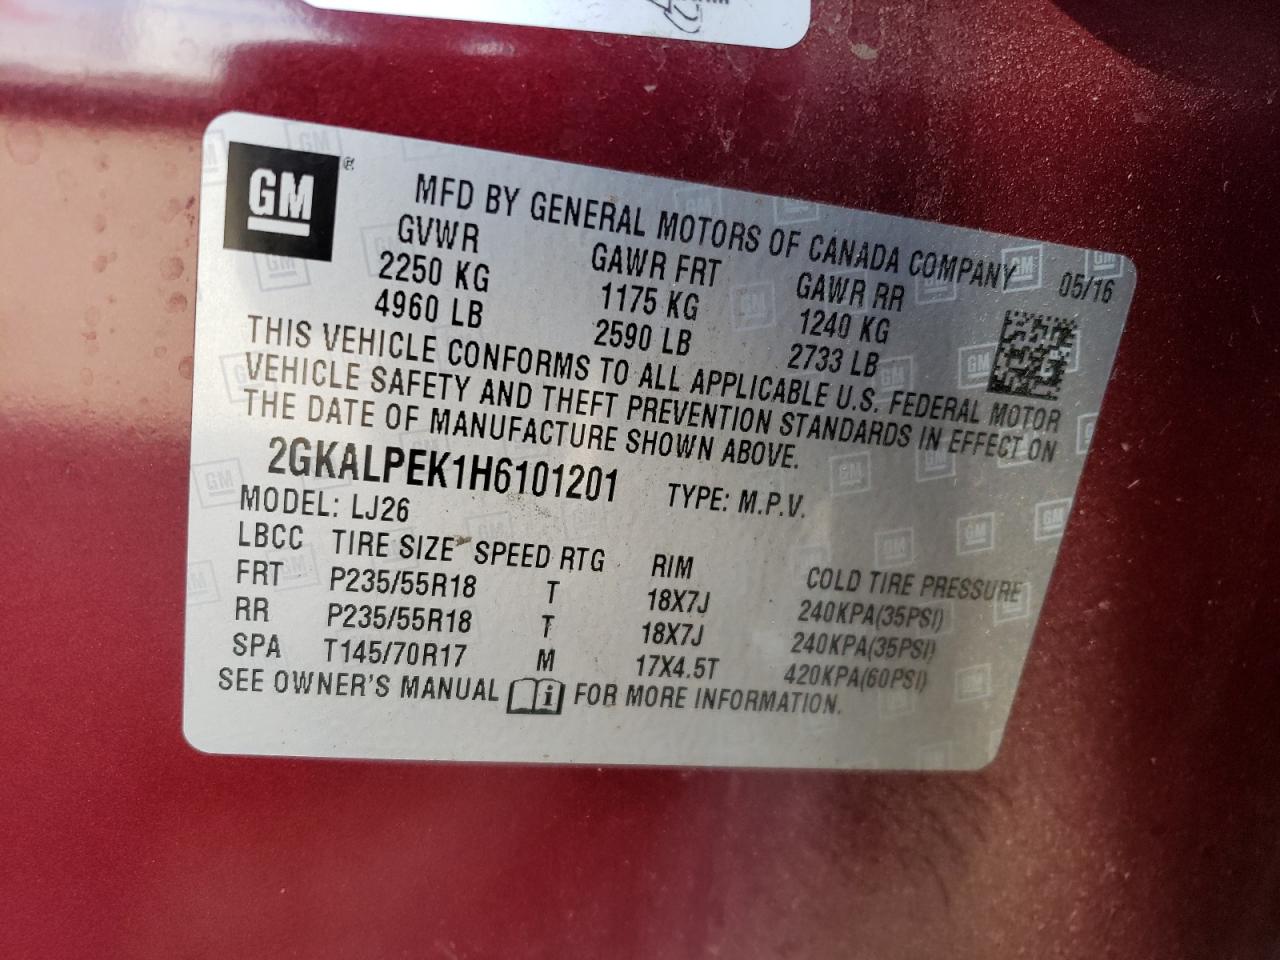 GM ®
MFD BY GENERAL MOTORS OF CANADA COMPANY
GVWR GAWR FRT GAWR RR 05/16
2250 KG 1175 KG 1240 KG
4960 LB 2590 LB 2733 LB
THIS VEHICLE CONFORMS TO ALL APPLICABLE U.S. FEDERAL MOTOR
VEHICLE SAFETY AND THEFT PREVENTION STANDARDS IN EFFECT ON
THE DATE OF MANUFACTURE SHOWN ABOVE.
2GKALPEK1H6101201 TYPE: M.P.V.
MODEL: LJ26
LBCC TIRE SIZE SPEED RTG RIM COLD TIRE PRESSURE
FRT P235/55R18 T 18X7J 240KPA(35PSI)
RR P235/55R18 T 18X7J 240KPA(35PSI)
SPA T145/70R17 M 17X4.5T 420KPA(60PSI)
SEE OWNER'S MANUAL i FOR MORE INFORMATION.